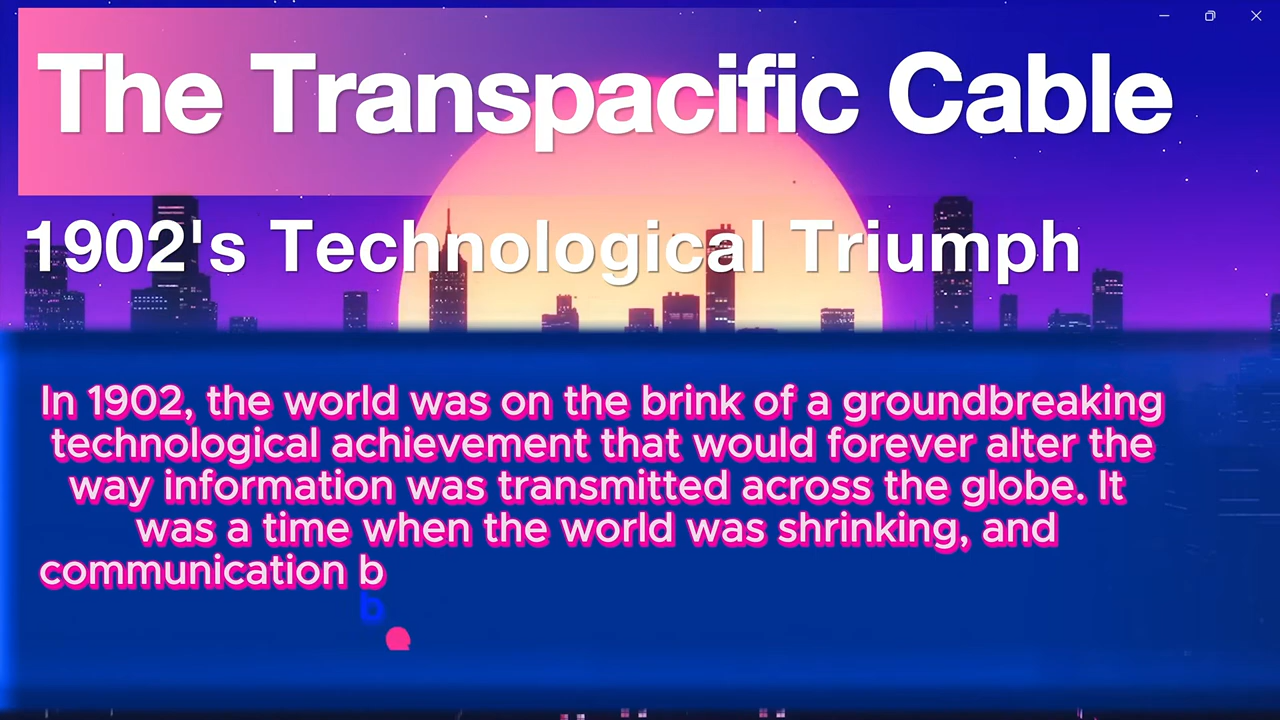 The Transpacific Cable
1902's Technological Triumph
In 1902, the world was on the brink of a groundbreaking
technological achievement that would forever alter the
way information was transmitted across the globe. It
was a time when the world was shrinking, and
communication b
b